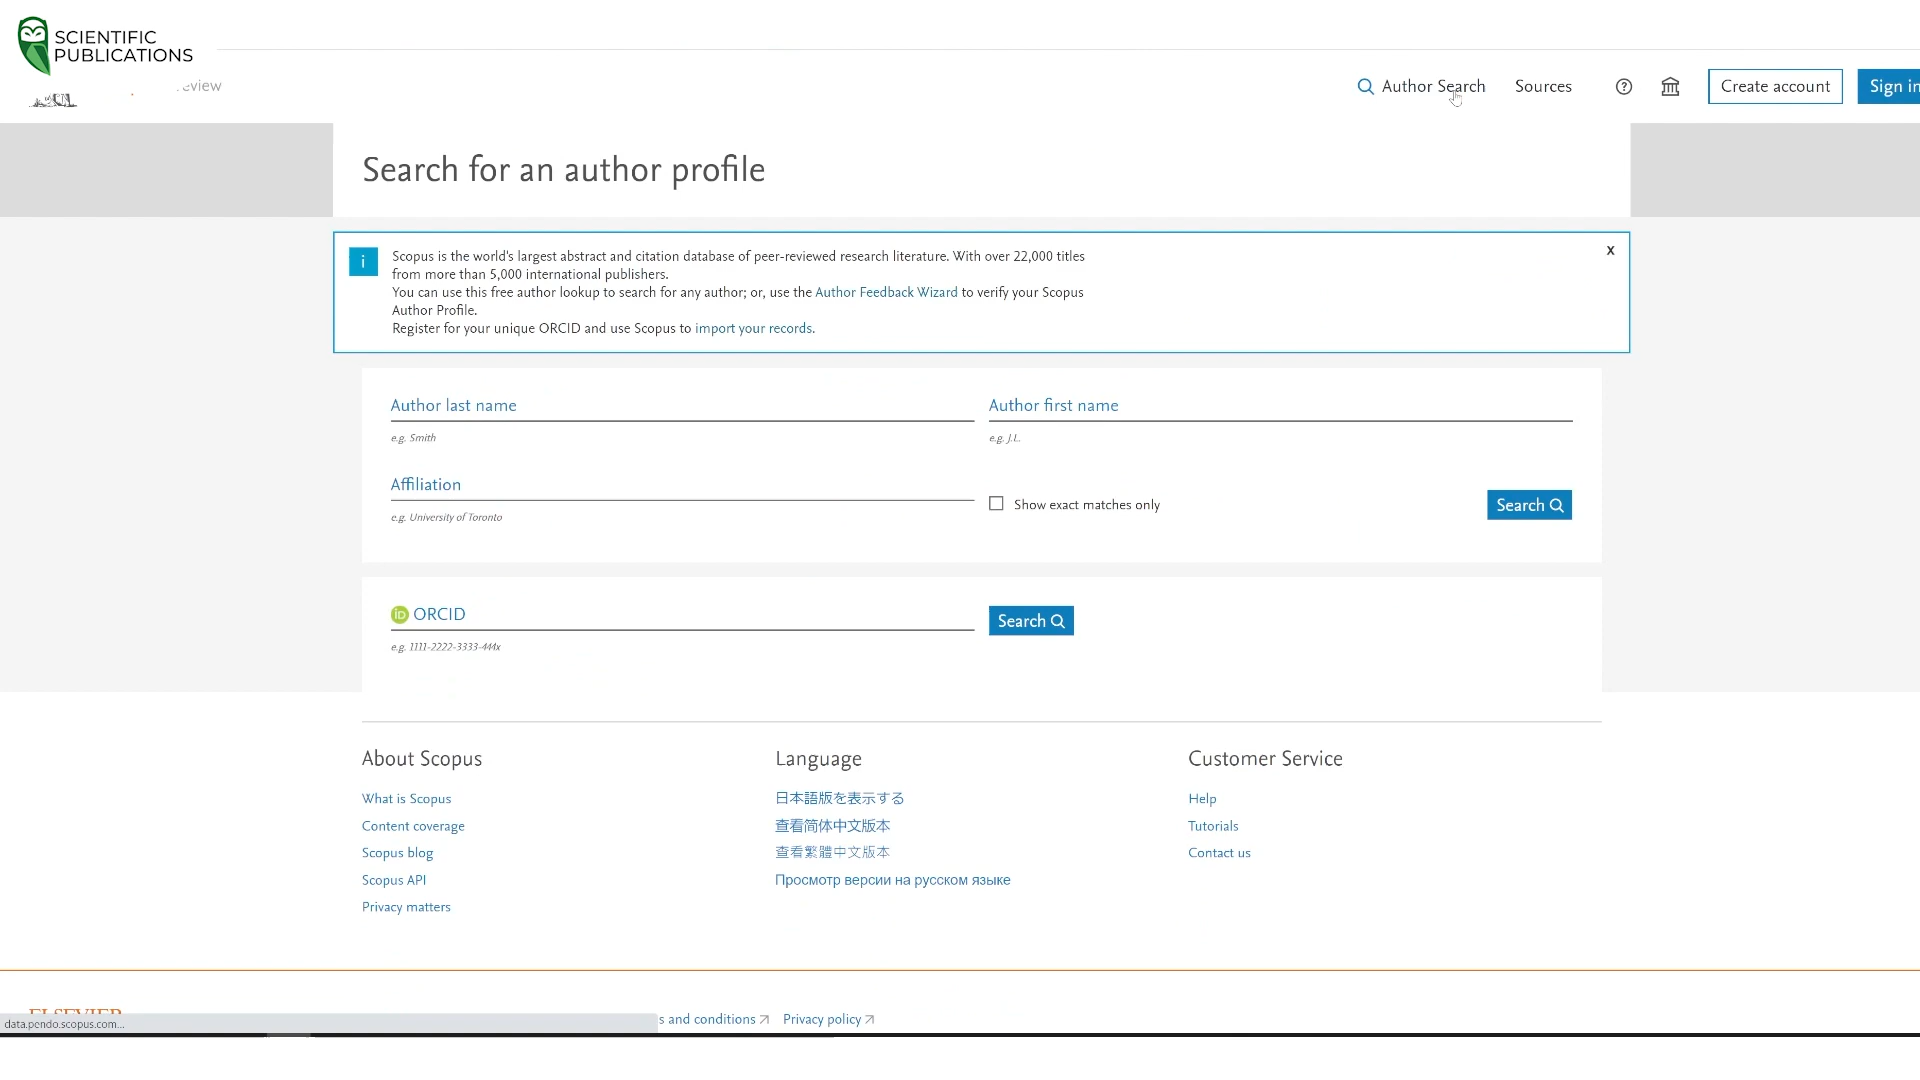 SCIENTIFIC
PUBLICATIONS
Author Search
Sources
Create account
Sign in
Search for an author profile
i
Scopus is the world's largest abstract and citation database of peer-reviewed research literature. With over 22,000 titles
from more than 5,000 international publishers.
You can use this free author lookup to search for any author; or, use the Author Feedback Wizard to verify your Scopus
Author Profile.
Register for your unique ORCID and use Scopus to import your records.
x
Author last name
Author first name
e.g. Smith
e.g. J.L.
Affiliation
Show exact matches only
Search
e.g. University of Toronto
iD ORCID
Search
e.g. 1111-2222-3333-444x
About Scopus
Language
Customer Service
What is Scopus
日本語版を表示する
Help
Content coverage
查看简体中文版本
Tutorials
Scopus blog
查看繁體中文版本
Contact us
Scopus API
Просмотр версии на русском языке
Privacy matters
ELSEVIER
data.pendo.scopus.com...
s and conditions
Privacy policy